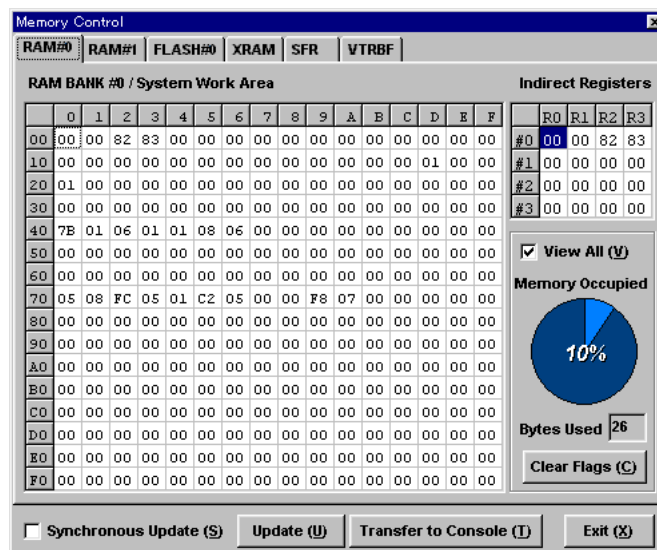 Memory Control
RAM#0 RAM#1 FLASH#0 XRAM SFR VTRBF
RAM BANK #0 / System Work Area Indirect Registers
0 1 2 3 4 5 6 7 8 9 A B C D E F
00 00 00 82 83 00 00 00 00 00 00 00 00 00 00 00 00
10 00 00 00 00 00 00 00 00 00 00 00 00 00 01 00 00
20 01 00 00 00 00 00 00 00 00 00 00 00 00 00 00 00
30 00 00 00 00 00 00 00 00 00 00 00 00 00 00 00 00
40 7B 01 06 01 01 08 06 00 00 00 00 00 00 00 00 00
50 00 00 00 00 00 00 00 00 00 00 00 00 00 00 00 00
60 00 00 00 00 00 00 00 00 00 00 00 00 00 00 00 00
70 05 08 FC 05 01 C2 05 00 00 F8 07 00 00 00 00 00
80 00 00 00 00 00 00 00 00 00 00 00 00 00 00 00 00
90 00 00 00 00 00 00 00 00 00 00 00 00 00 00 00 00
A0 00 00 00 00 00 00 00 00 00 00 00 00 00 00 00 00
B0 00 00 00 00 00 00 00 00 00 00 00 00 00 00 00 00
C0 00 00 00 00 00 00 00 00 00 00 00 00 00 00 00 00
D0 00 00 00 00 00 00 00 00 00 00 00 00 00 00 00 00
E0 00 00 00 00 00 00 00 00 00 00 00 00 00 00 00 00
F0 00 00 00 00 00 00 00 00 00 00 00 00 00 00 00 00
R0 R1 R2 R3
#0 00 00 82 83
#1 00 00 00 00
#2 00 00 00 00
#3 00 00 00 00
View All (V)
Memory Occupied
10%
Bytes Used 26
Clear Flags (C)
Synchronous Update (S) Update (U) Transfer to Console (T) Exit (X)